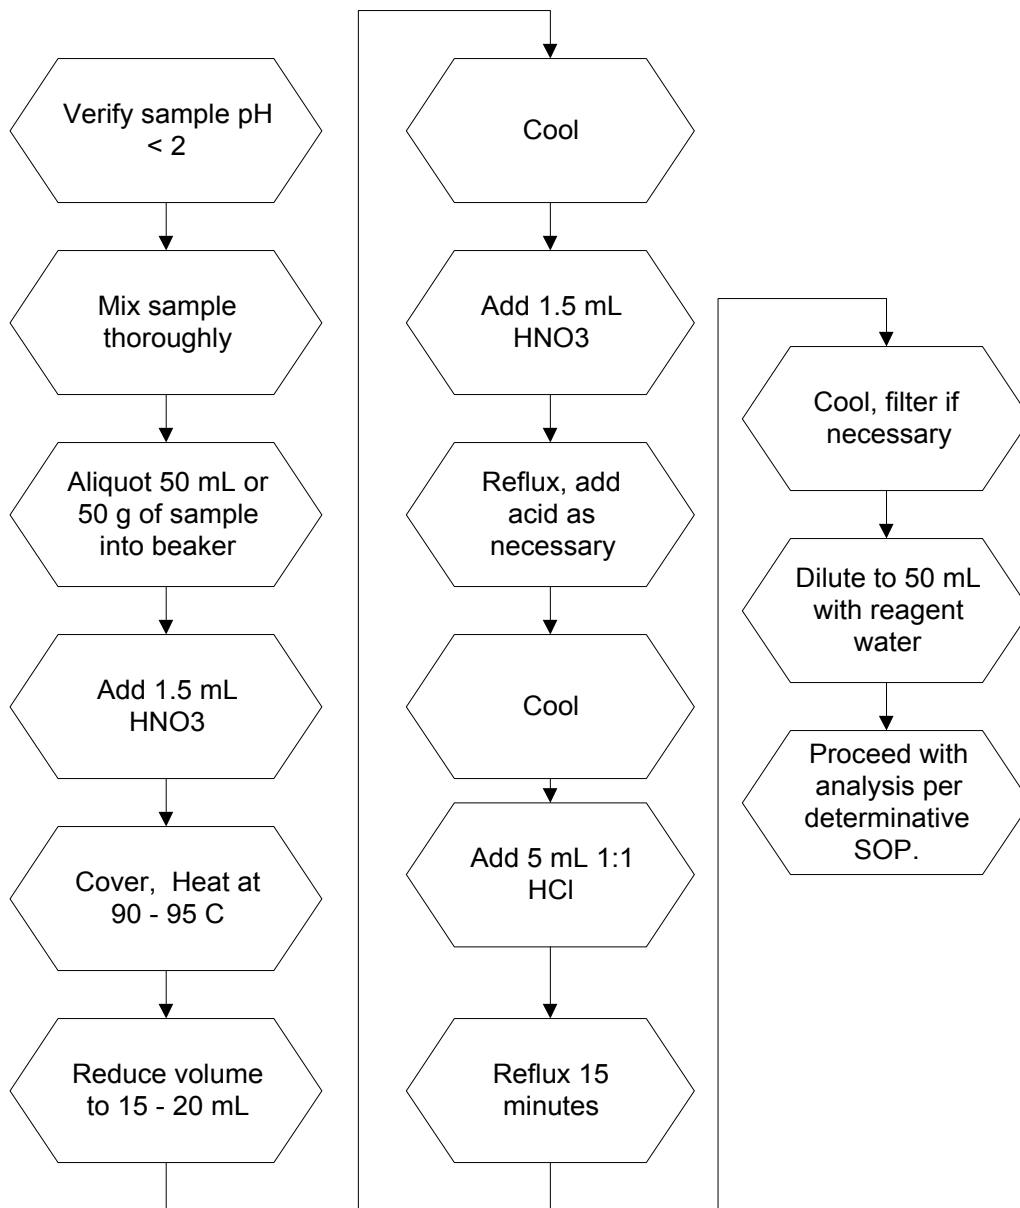 Verify sample pH
< 2
Mix sample
thoroughly
Aliquot 50 mL or
50 g of sample
into beaker
Add 1.5 mL
HNO3
Cover,  Heat at
90 - 95 C
Reduce volume
to 15 - 20 mL
Cool
Add 1.5 mL
HNO3
Reflux, add
acid as
necessary
Cool
Add 5 mL 1:1
HCl
Reflux 15
minutes
Cool, filter if
necessary
Dilute to 50 mL
with reagent
water
Proceed with
analysis per
determinative
SOP.